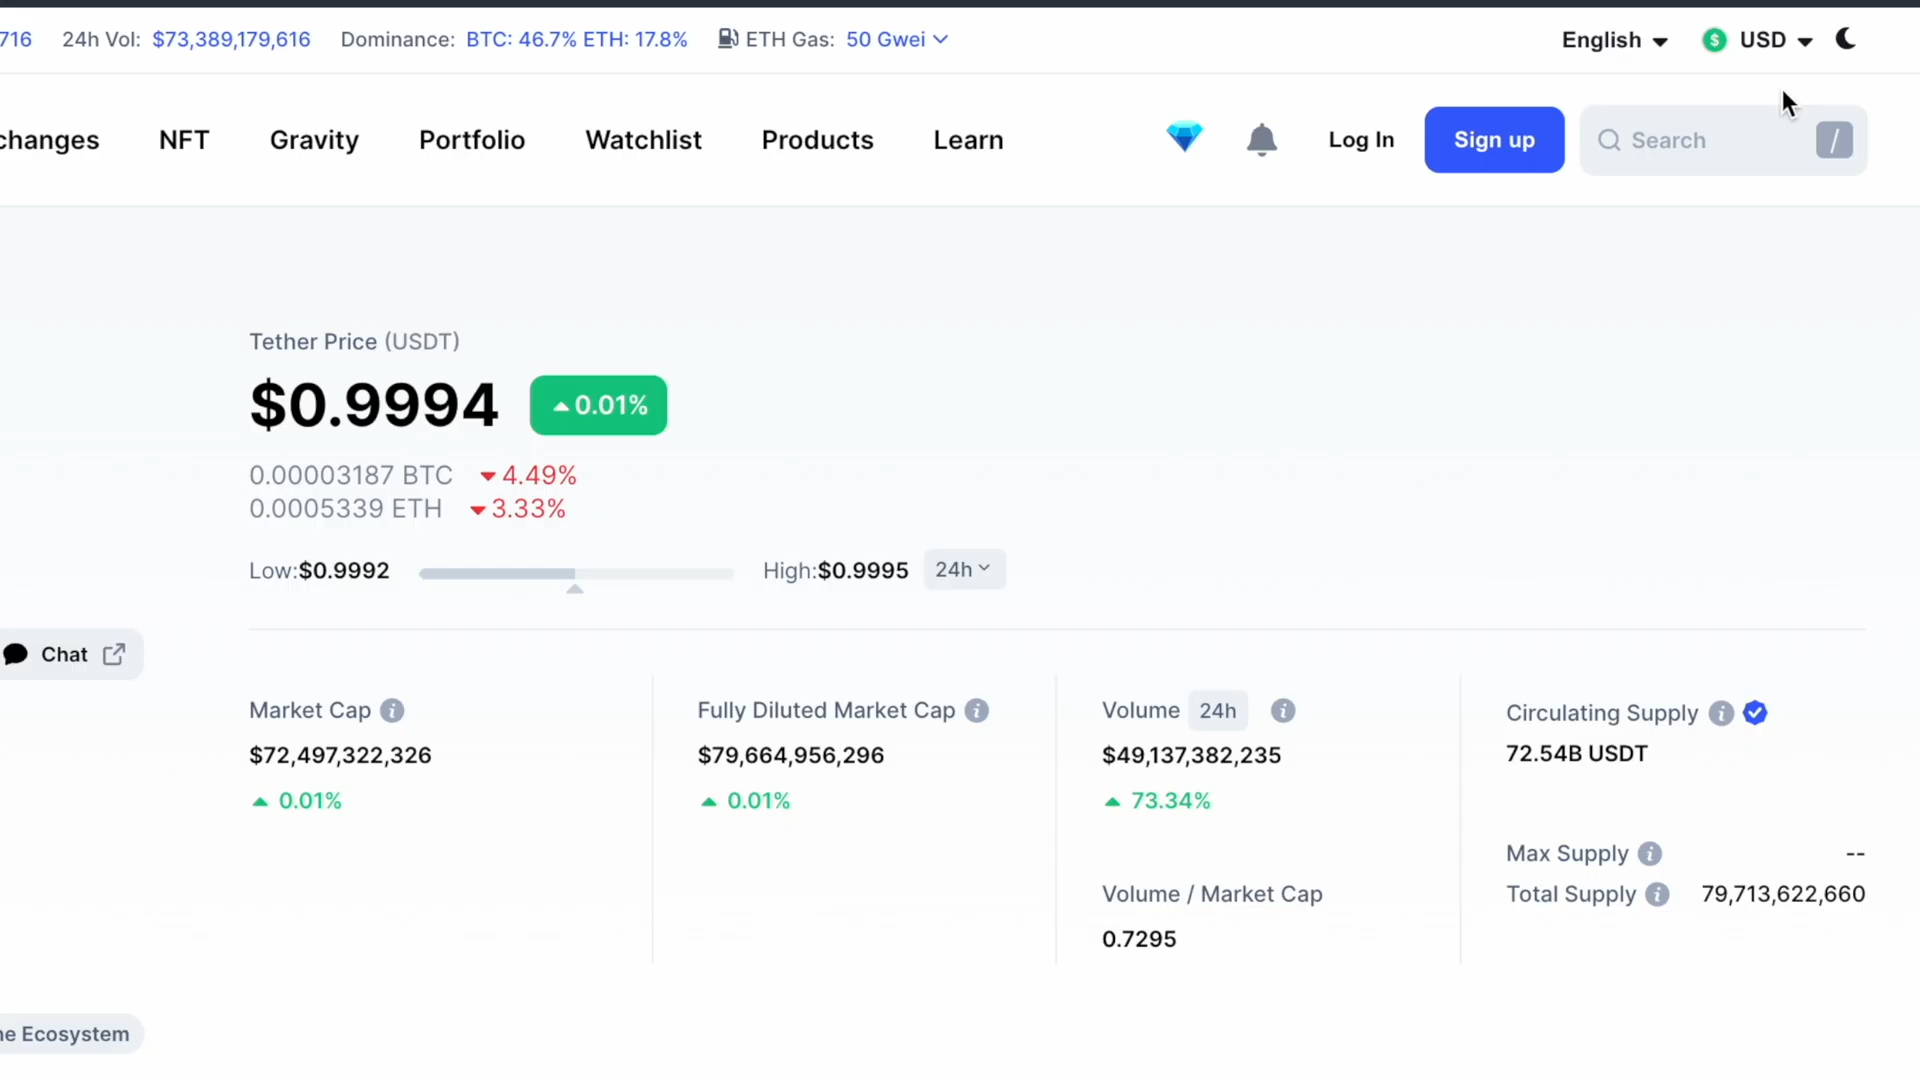 716 24h Vol: $73,389,179,616 Dominance: BTC: 46.7% ETH: 17.8% ETH Gas: 50 Gwei English $ USD
changes NFT Gravity Portfolio Watchlist Products Learn Log In Sign up Search /
Tether Price (USDT)
$0.9994 0.01%
0.00003187 BTC 4.49%
0.0005339 ETH 3.33%
Low:$0.9992 High:$0.9995 24h
Chat
Market Cap i
$72,497,322,326
0.01%
Fully Diluted Market Cap i
$79,664,956,296
0.01%
Volume 24h i
$49,137,382,235
73.34%
Volume / Market Cap
0.7295
Circulating Supply i
72.54B USDT
Max Supply i --
Total Supply i 79,713,622,660
ne Ecosystem